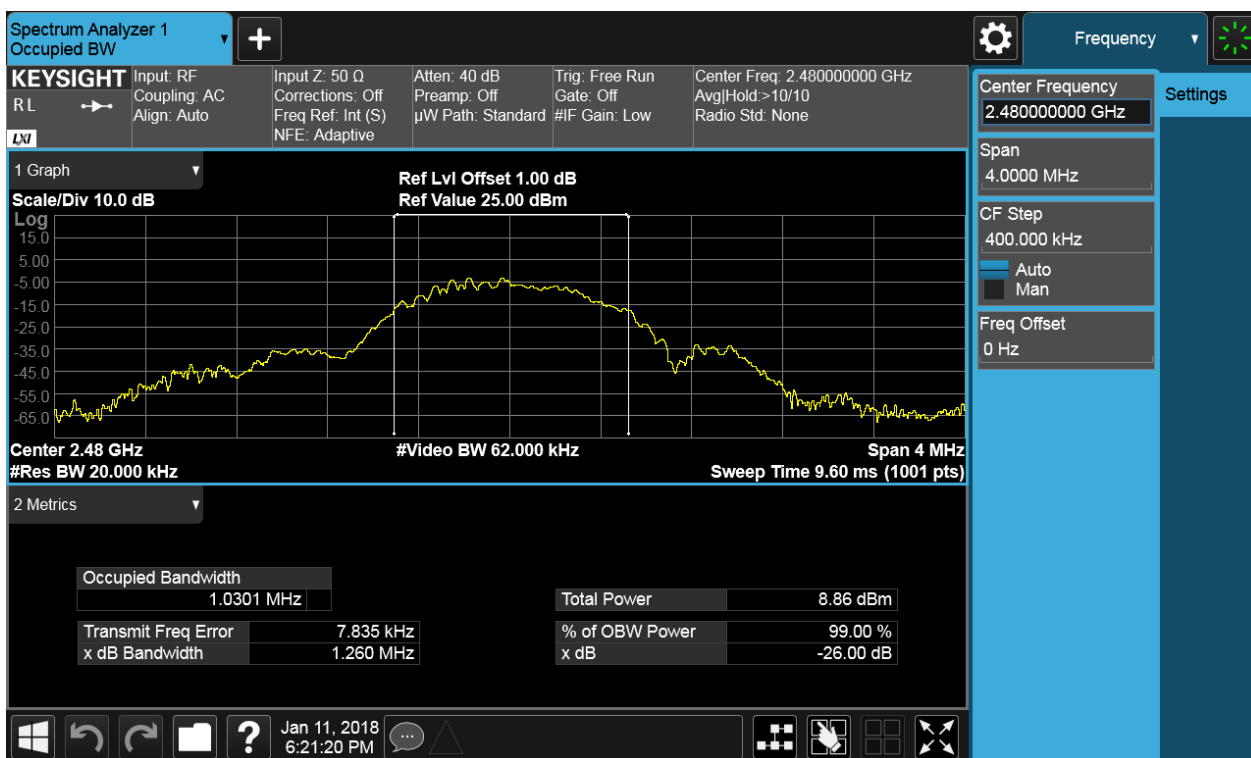 Spectrum Analyzer 1
Occupied BW
Frequency
KEYSIGHT
RL
LXI
Input: RF
Coupling: AC
Align: Auto
Input Z: 50 Ω
Corrections: Off
Freq Ref: Int (S)
NFE: Adaptive
Atten: 40 dB
Preamp: Off
µW Path: Standard
Trig: Free Run
Gate: Off
#IF Gain: Low
Center Freq: 2.480000000 GHz
Avg|Hold:>10/10
Radio Std: None
Center Frequency
2.480000000 GHz
Settings
Span
4.0000 MHz
CF Step
400.000 kHz
Auto
Man
Freq Offset
0 Hz
1 Graph
Scale/Div 10.0 dB
Ref Lvl Offset 1.00 dB
Ref Value 25.00 dBm
Log
15.0
5.00
-5.00
-15.0
-25.0
-35.0
-45.0
-55.0
-65.0
Center 2.48 GHz
#Video BW 62.000 kHz
Span 4 MHz
#Res BW 20.000 kHz
Sweep Time 9.60 ms (1001 pts)
2 Metrics
Occupied Bandwidth
1.0301 MHz
Total Power 8.86 dBm
Transmit Freq Error 7.835 kHz
% of OBW Power 99.00 %
x dB Bandwidth 1.260 MHz
x dB -26.00 dB
?
Jan 11, 2018
6:21:20 PM